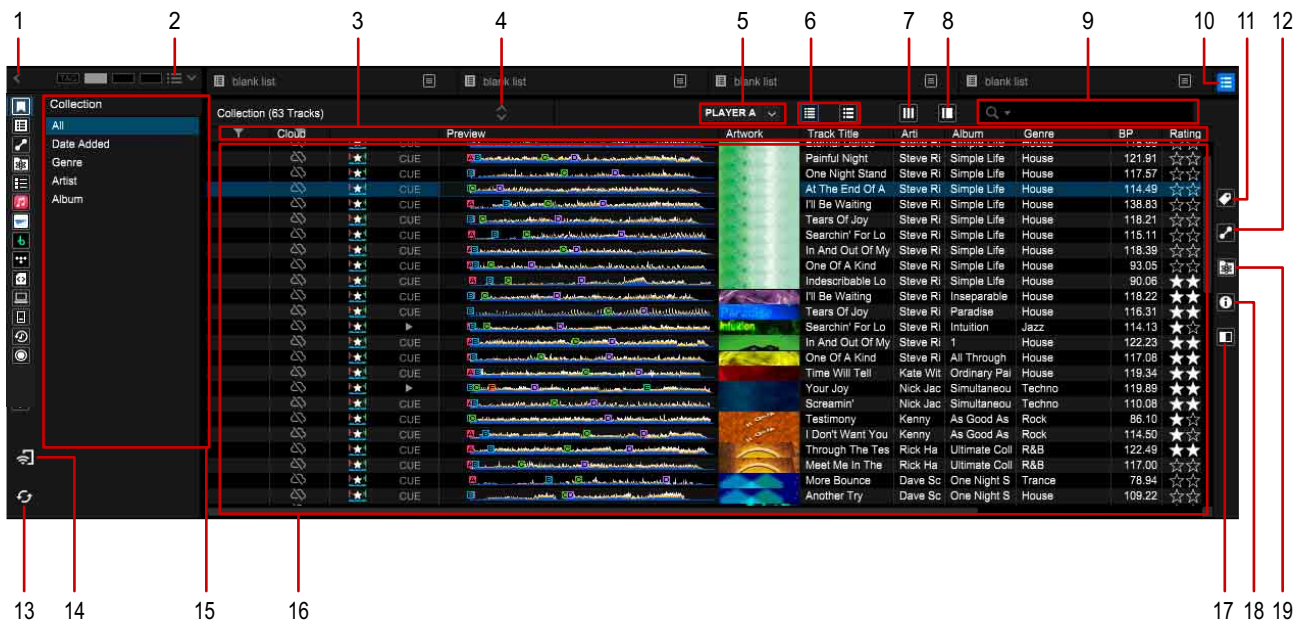 1 2 3 4 5 6 7 8 9 10 11 12
TAG blank list blank list blank list blank list
Collection
All
Date Added
Genre
Artist
Album
Collection (63 Tracks) PLAYER A
Cloud Preview Artwork Track Title Arti Album Genre BP Rating
Eternal Dance Steve Ri Simple Life House
CUE Painful Night Steve Ri Simple Life House 121.91
CUE One Night Stand Steve Ri Simple Life House 117.57
CUE At The End Of A Steve Ri Simple Life House 114.49
CUE I'll Be Waiting Steve Ri Simple Life House 138.83
CUE Tears Of Joy Steve Ri Simple Life House 118.21
CUE Searchin' For Lo Steve Ri Simple Life House 115.11
CUE In And Out Of My Steve Ri Simple Life House 118.39
CUE One Of A Kind Steve Ri Simple Life House 93.05
CUE Indescribable Lo Steve Ri Simple Life House 90.06
CUE I'll Be Waiting Steve Ri Inseparable House 118.22
CUE Paradise Tears Of Joy Steve Ri Paradise House 116.31
Intuition Searchin' For Lo Steve Ri Intuition Jazz 114.13
CUE In And Out Of My Steve Ri 1 House 122.23
CUE One Of A Kind Steve Ri All Through House 117.08
CUE Time Will Tell Kate Wit Ordinary Pai House 119.34
Your Joy Nick Jac Simultaneou Techno 119.89
CUE Screamin' Nick Jac Simultaneou Techno 110.08
CUE Testimony Kenny As Good As Rock 86.10
CUE I Don't Want You Kenny As Good As Rock 114.50
CUE Through The Tes Rick Ha Ultimate Coll R&B 122.49
CUE Meet Me In The Rick Ha Ultimate Coll R&B 117.00
CUE More Bounce Dave Sc One Night S Trance 78.94
CUE Another Try Dave Sc One Night S House 109.22
13 14 15 16 17 18 19